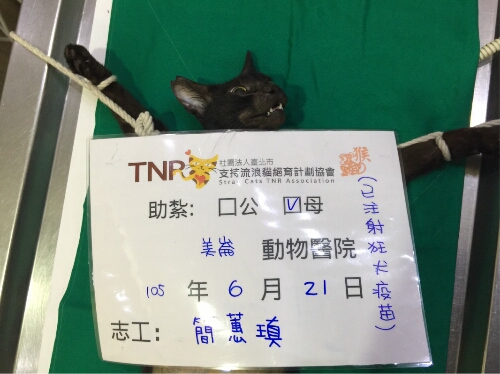 TNR 社團法人臺北市
支持流浪貓絕育計劃協會
Stray Cats TNR Association
助紮: 口公 ☑母
美崙 動物醫院
105 年 6 月 21 日
志工: 簡蕙瑱
(已注射狂犬疫苗)